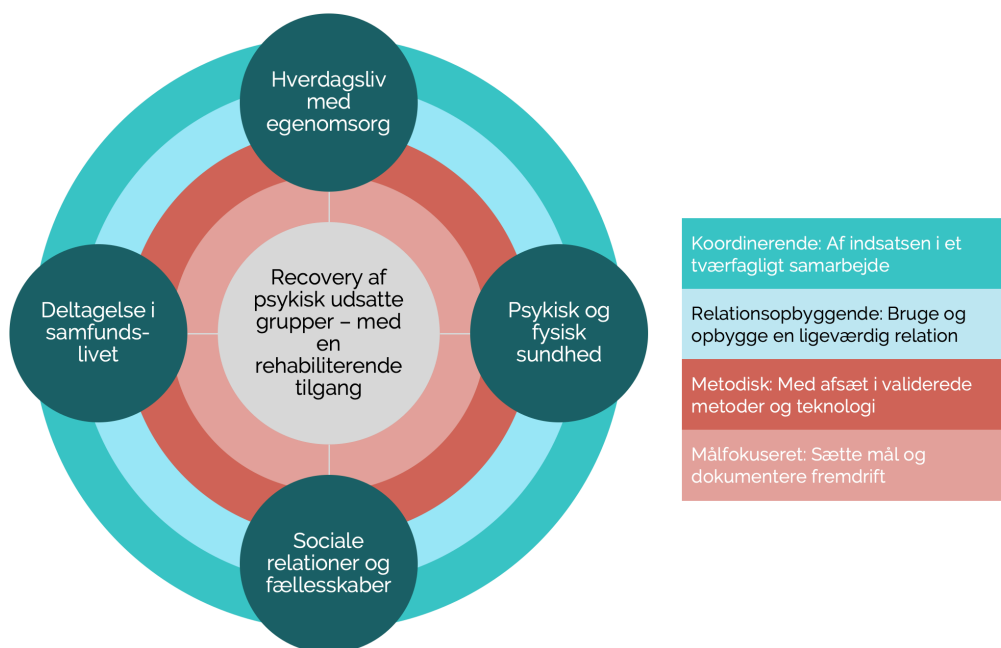 Hverdagsliv
med
egenomsorg
Deltagelse i
samfunds-
livet
Recovery af
psykisk udsatte
grupper – med
en
rehabiliterende
tilgang
Psykisk og
fysisk
sundhed
Sociale
relationer og
fællesskaber
Koordinerende: Af indsatsen i et
tværfagligt samarbejde
Relationsopbyggende: Bruge og
opbygge en ligeværdig relation
Metodisk: Med afsæt i validerede
metoder og teknologi
Målfokuseret: Sætte mål og
dokumentere fremdrift